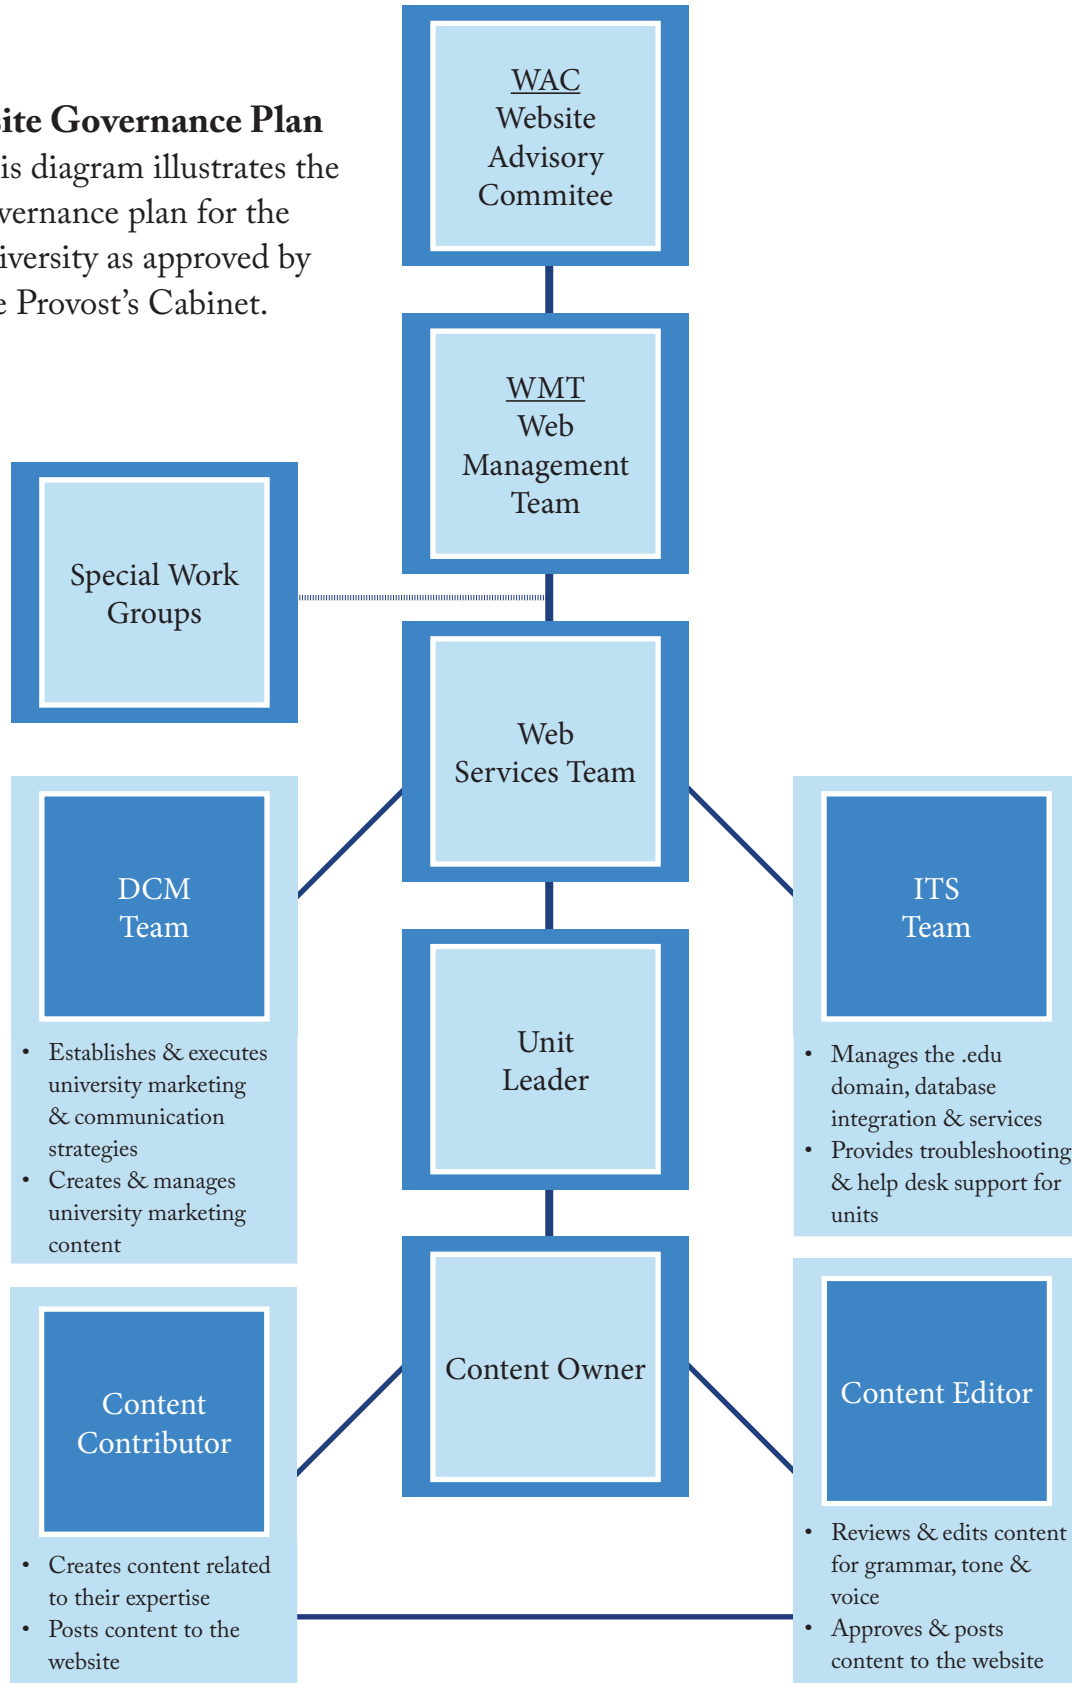 site Governance Plan
is diagram illustrates the
vernance plan for the
iversity as approved by
e Provost’s Cabinet.
WAC
Website
Advisory
Commitee
WMT
Web
Management
Team
Special Work
Groups
Web
Services Team
DCM
Team
• Establishes & executes
university marketing
& communication
strategies
• Creates & manages
university marketing
content
ITS
Team
• Manages the .edu
domain, database
integration & services
• Provides troubleshooting
& help desk support for
units
Unit
Leader
Content Owner
Content
Contributor
• Creates content related
to their expertise
• Posts content to the
website
Content Editor
• Reviews & edits content
for grammar, tone &
voice
• Approves & posts
content to the website